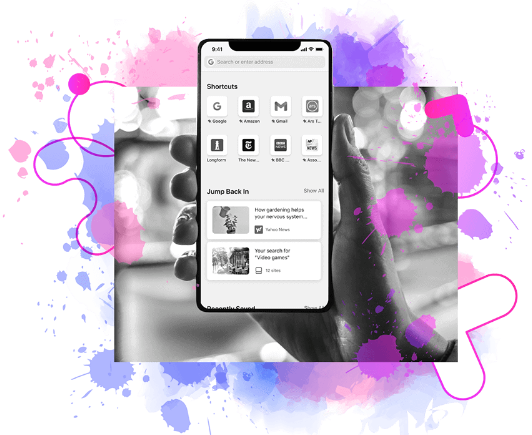 9:41
Search or enter address
Shortcuts
Google
Amazon
Gmail
Ars T...
Longform
The New...
BBC ...
Asso...
Jump Back In
Show All
How gardening helps
your nervous system...
Yahoo News
Your search for
"Video games"
12 sites
Recently Saved